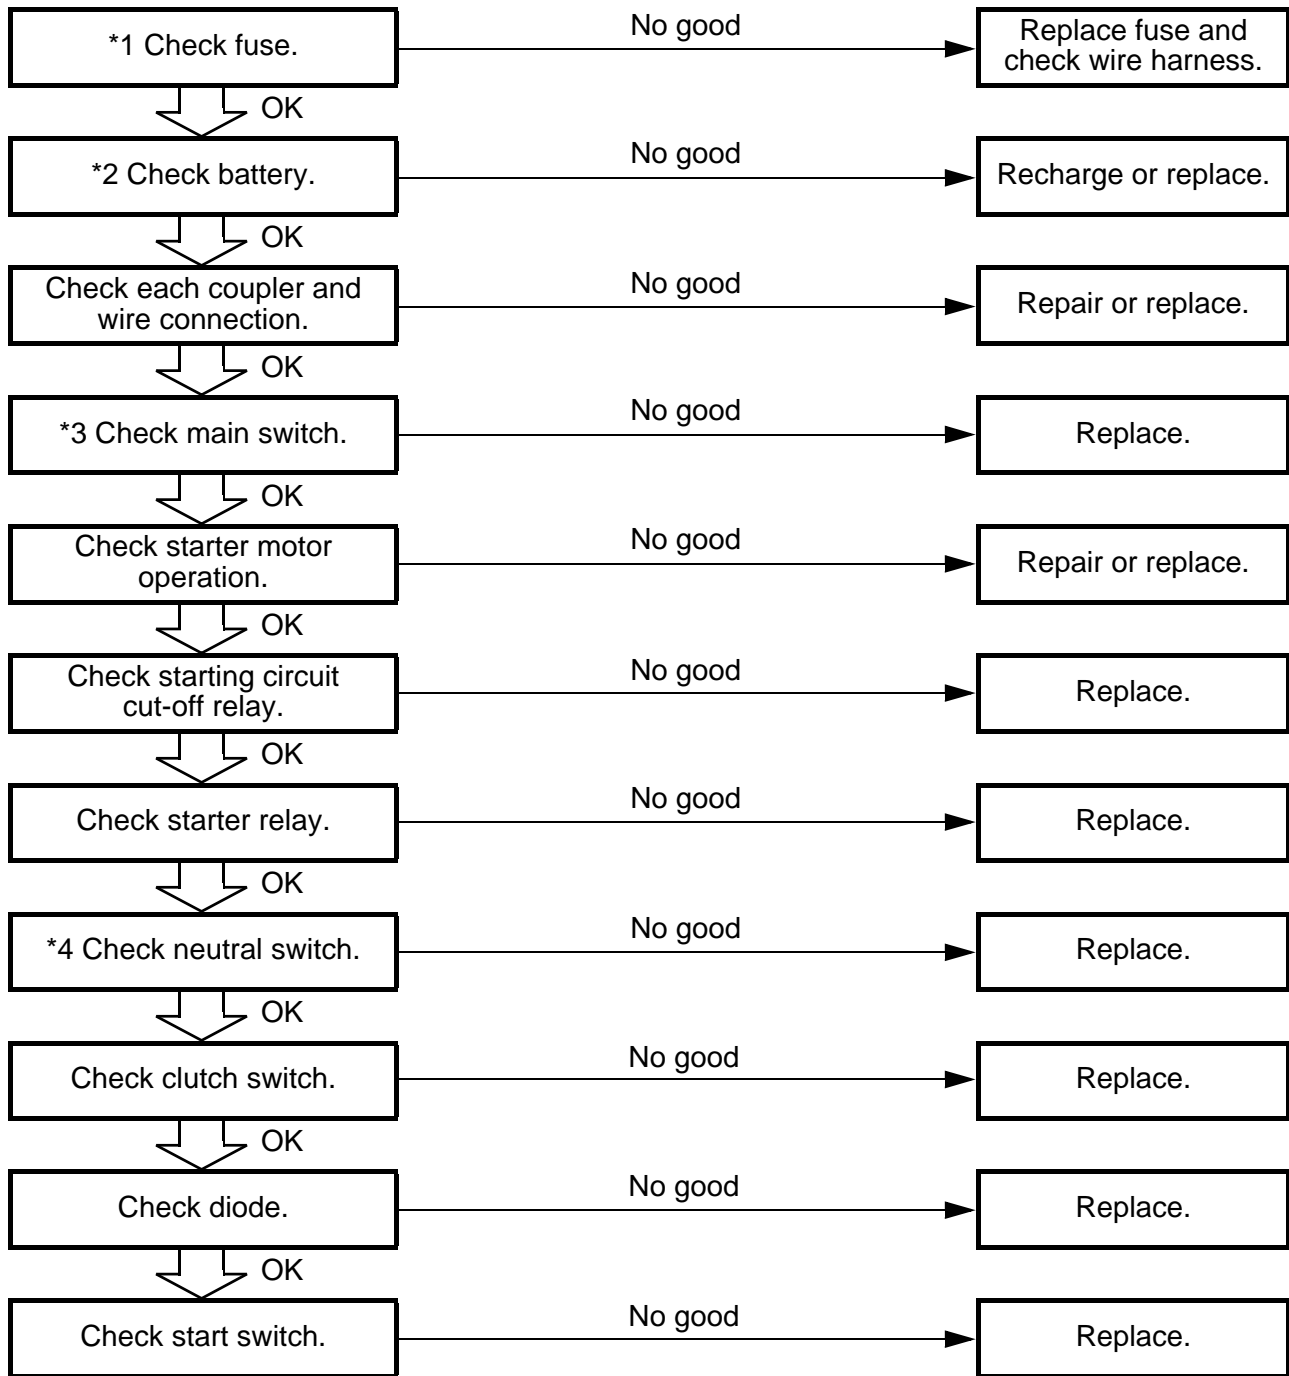 *1 Check fuse.
No good
Replace fuse and
check wire harness.
OK
*2 Check battery.
No good
Recharge or replace.
OK
Check each coupler and
wire connection.
No good
Repair or replace.
OK
*3 Check main switch.
No good
Replace.
OK
Check starter motor
operation.
No good
Repair or replace.
OK
Check starting circuit
cut-off relay.
No good
Replace.
OK
Check starter relay.
No good
Replace.
OK
*4 Check neutral switch.
No good
Replace.
OK
Check clutch switch.
No good
Replace.
OK
Check diode.
No good
Replace.
OK
Check start switch.
No good
Replace.